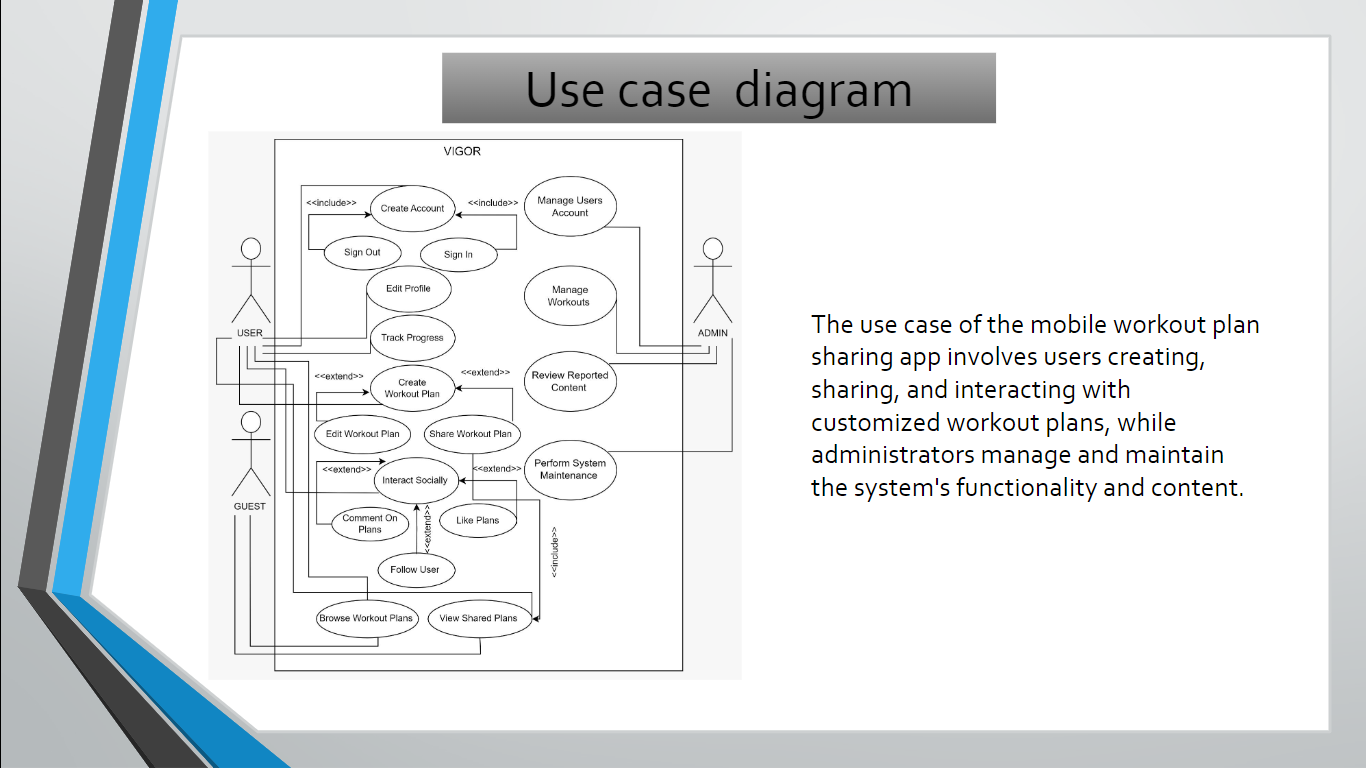 Use case  diagram
VIGOR
<<include>>
Create Account
<<include>>
Manage Users
Account
Sign Out
Sign In
Edit Profile
Manage
Workouts
USER
Track Progress
ADMIN
<<extend>>
Create
Workout Plan
<<extend>>
Review Reported
Content
Edit Workout Plan
Share Workout Plan
<<extend>>
Interact Socially
<<extend>>
Perform System
Maintenance
GUEST
Comment On
Plans
<<extend>>
Like Plans
<<include>>
Follow User
Browse Workout Plans
View Shared Plans
The use case of the mobile workout plan
sharing app involves users creating,
sharing, and interacting with
customized workout plans, while
administrators manage and maintain
the system's functionality and content.